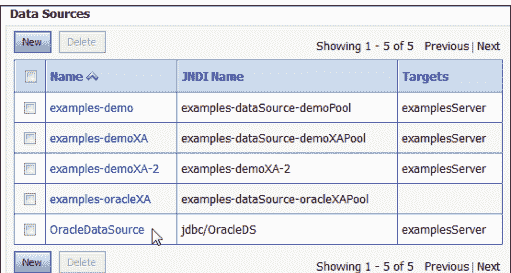 Data Sources
New Delete Showing 1 - 5 of 5 Previous | Next
Name JNDI Name Targets
examples-demo examples-dataSource-demoPool examplesServer
examples-demoXA examples-dataSource-demoXAPool examplesServer
examples-demoXA-2 examples-demoXA-2 examplesServer
examples-oracleXA examples-dataSource-oracleXAPool
OracleDataSource jdbc/OracleDS examplesServer
New Delete Showing 1 - 5 of 5 Previous | Next